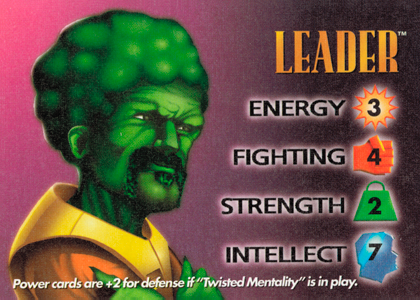 LEADER™
ENERGY 3
FIGHTING 4
STRENGTH 2
INTELLECT 7
Power cards are +2 for defense if "Twisted Mentality" is in play.